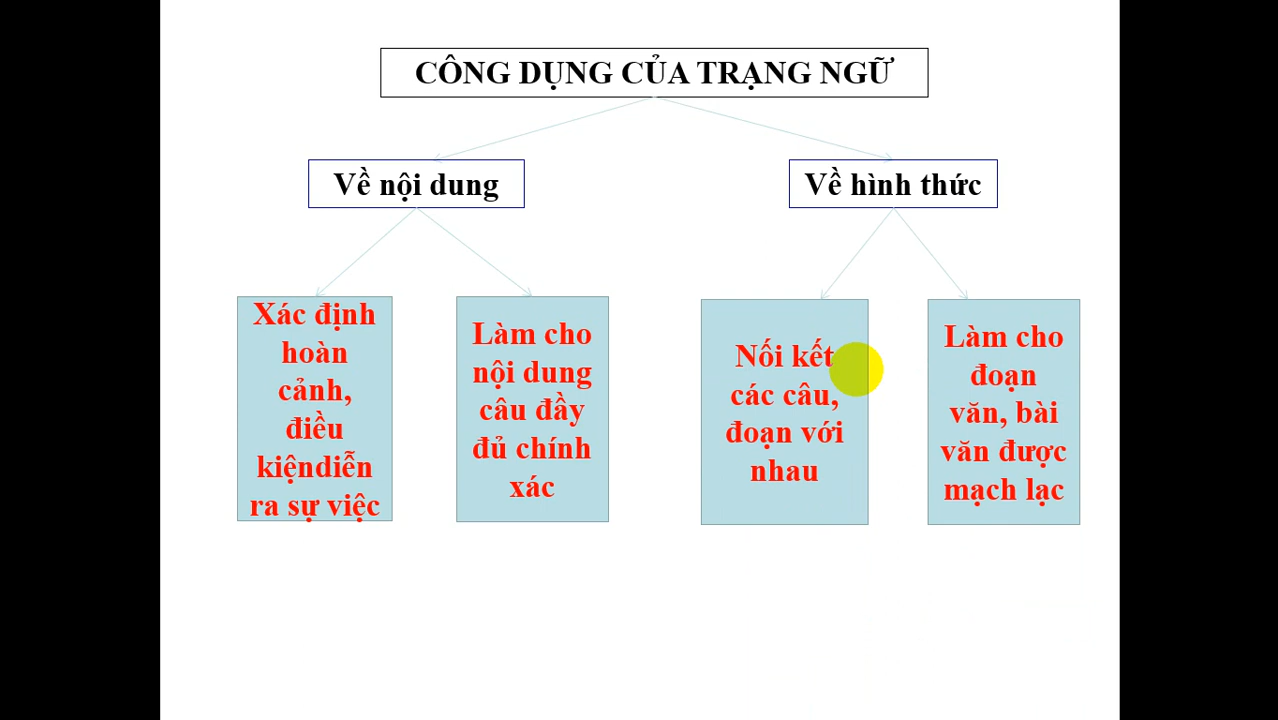 CÔNG DỤNG CỦA TRẠNG NGỮ
Về nội dung
Về hình thức
Xác định
hoàn
cảnh,
điều
kiệndiễn
ra sự việc
Làm cho
nội dung
câu đầy
đủ chính
xác
Nối kết
các câu,
đoạn với
nhau
Làm cho
đoạn
văn, bài
văn được
mạch lạc